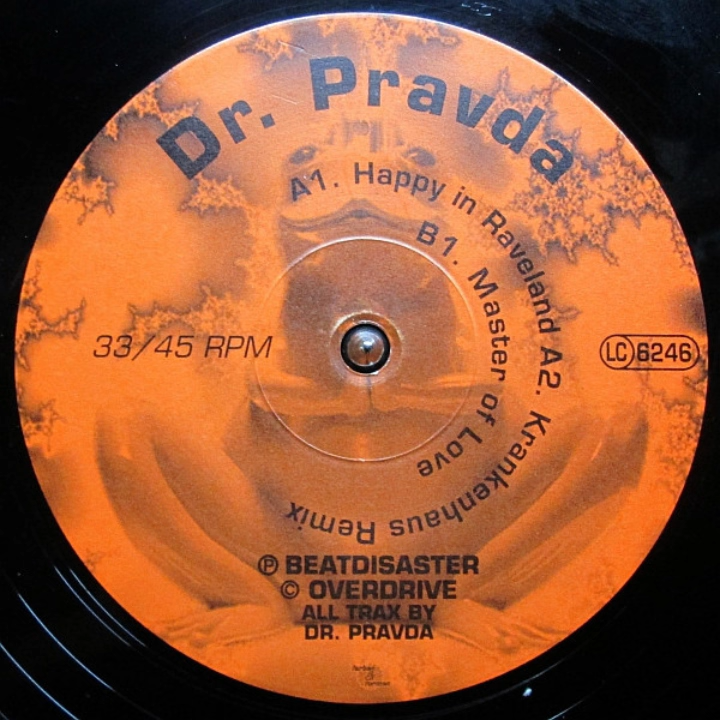 Dr. Pravda
A1. Happy in Raveland A2. Krankenhaus Remix
B1. Master of Love
33/45 RPM
LC 6246
℗ BEATDISASTER
© OVERDRIVE
ALL TRAX BY
DR. PRAVDA